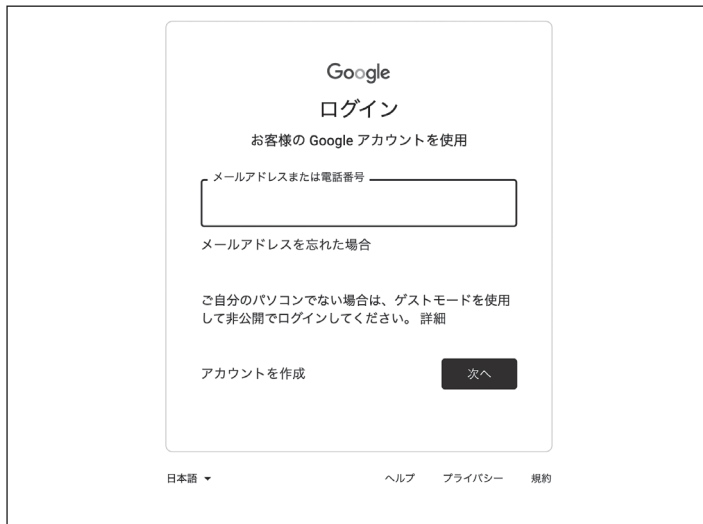 Google
ログイン
お客様の Google アカウントを使用
メールアドレスまたは電話番号
メールアドレスを忘れた場合
ご自分のパソコンでない場合は、ゲストモードを使用
して非公開でログインしてください。 詳細
アカウントを作成
次へ
日本語
ヘルプ プライバシー 規約